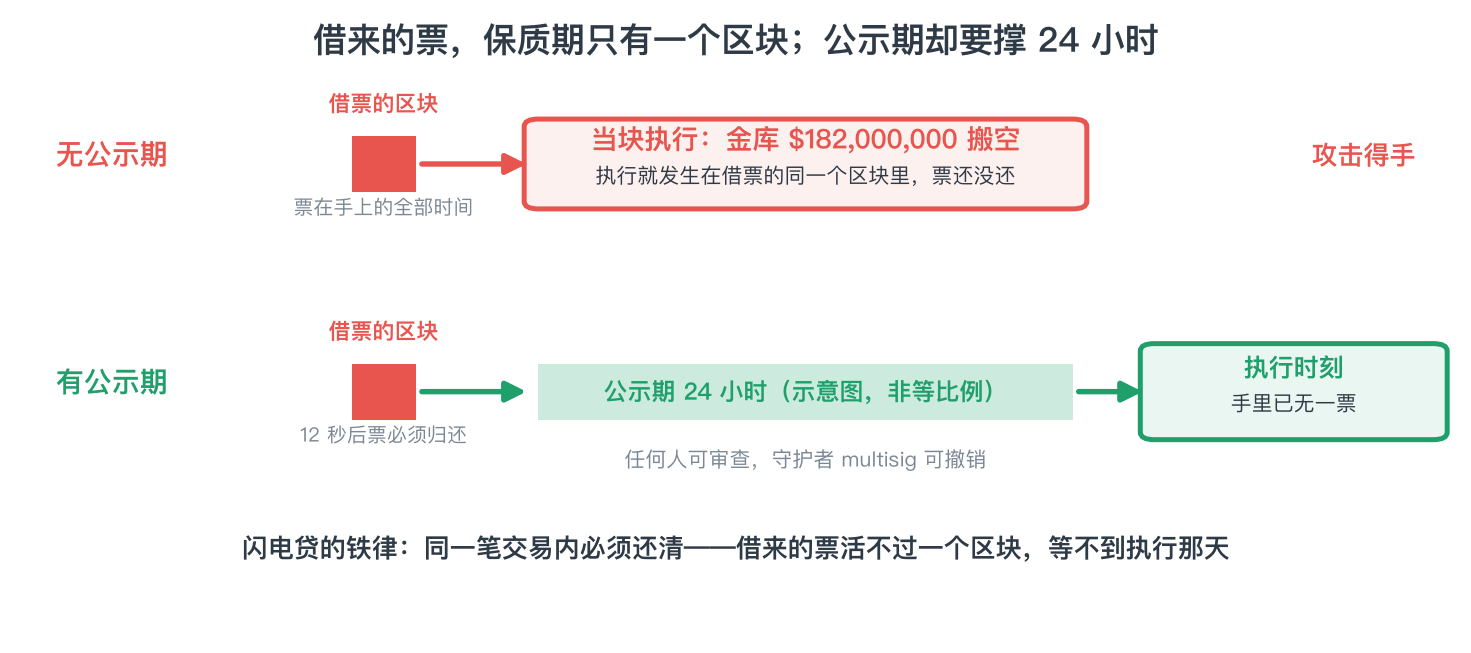 借来的票，保质期只有一个区块；公示期却要撑 24 小时
借票的区块
无公示期
当块执行：金库 $182,000,000 搬空
执行就发生在借票的同一个区块里，票还没还
攻击得手
票在手上的全部时间
借票的区块
有公示期
公示期 24 小时（示意图，非等比例）
执行时刻
手里已无一票
12 秒后票必须归还
任何人可审查，守护者 multisig 可撤销
闪电贷的铁律：同一笔交易内必须还清——借来的票活不过一个区块，等不到执行那天